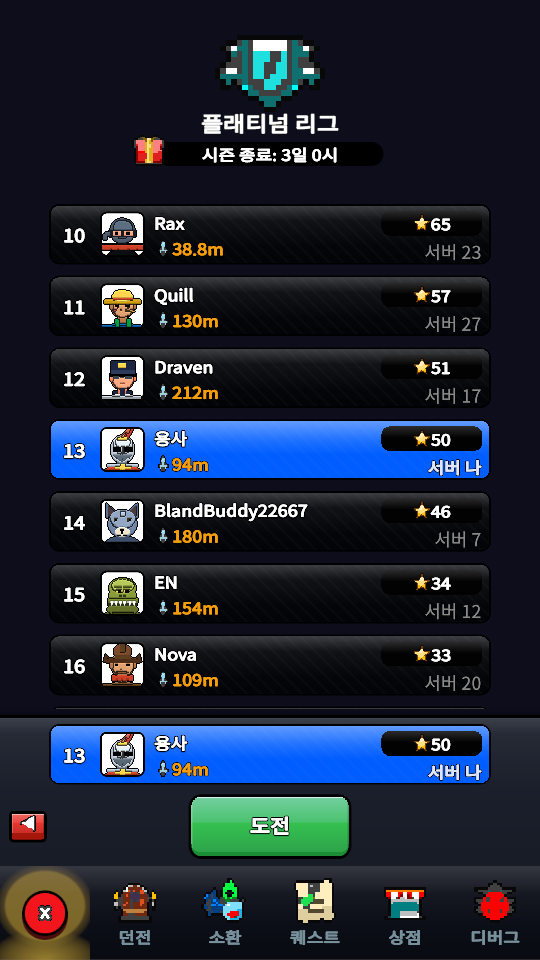 플래티넘 리그
시즌 종료: 3일 0시
10 Rax 65
38.8m 서버 23
11 Quill 57
130m 서버 27
12 Draven 51
212m 서버 17
13 용사 50
94m 서버 나
14 BlandBuddy22667 46
180m 서버 7
15 EN 34
154m 서버 12
16 Nova 33
109m 서버 20
13 용사 50
94m 서버 나
도전
던전 소환 퀘스트 상점 디버그